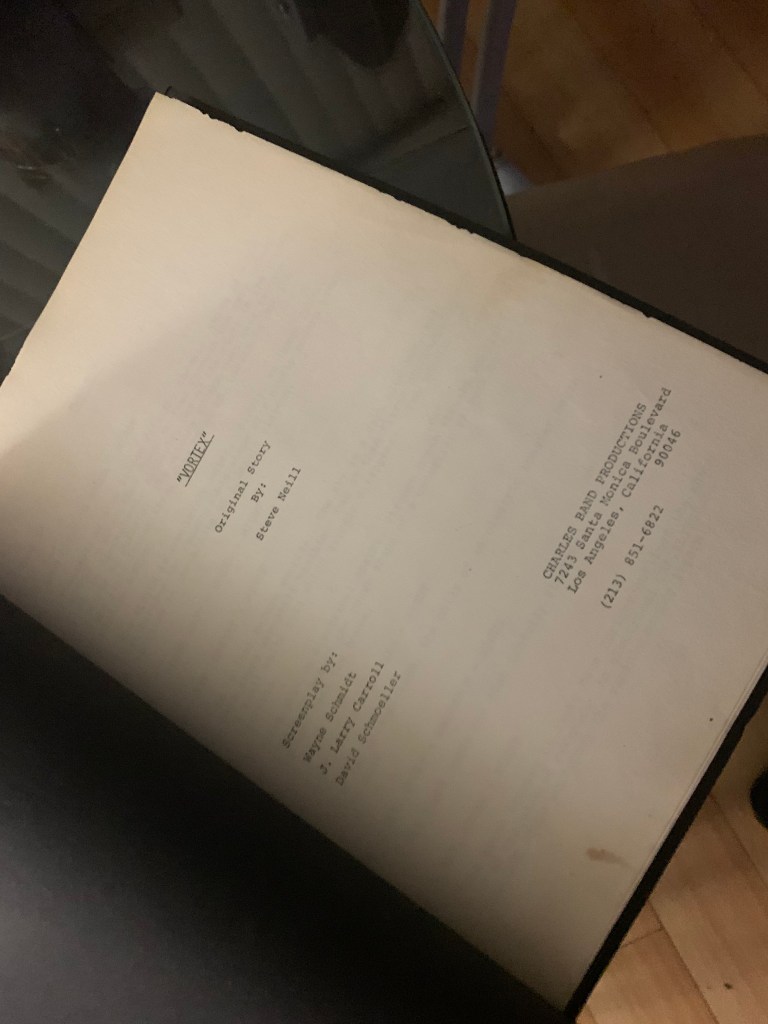 "VORTEX"
Original Story
By:
Steve Neill
Screenplay by:
Wayne Schmidt
J. Larry Carroll
David Schmoeller
CHARLES BAND PRODUCTIONS
7243 Santa Monica Boulevard
Los Angeles, California
90046
(213) 851-6822